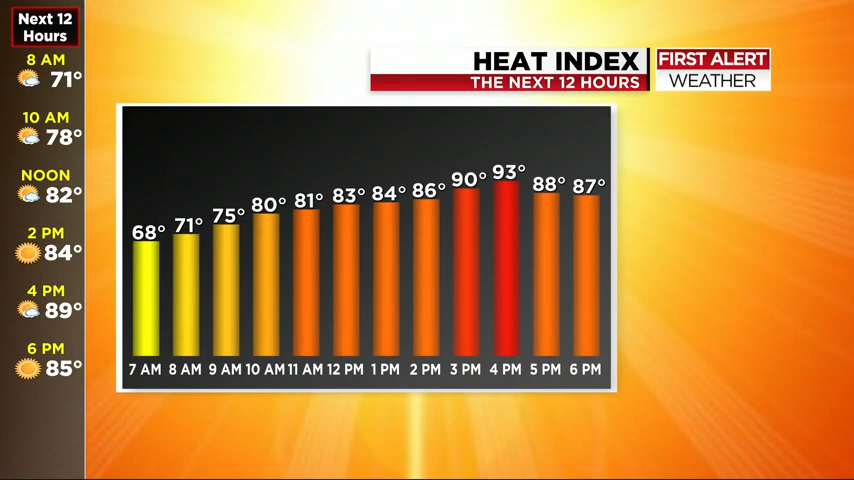 Next 12
Hours
8 AM
71°
10 AM
78°
NOON
82°
2 PM
84°
4 PM
89°
6 PM
85°
HEAT INDEX
THE NEXT 12 HOURS
FIRST ALERT
WEATHER
68° 71° 75° 80° 81° 83° 84° 86° 90° 93° 88° 87°
7 AM 8 AM 9 AM 10 AM 11 AM 12 PM 1 PM 2 PM 3 PM 4 PM 5 PM 6 PM